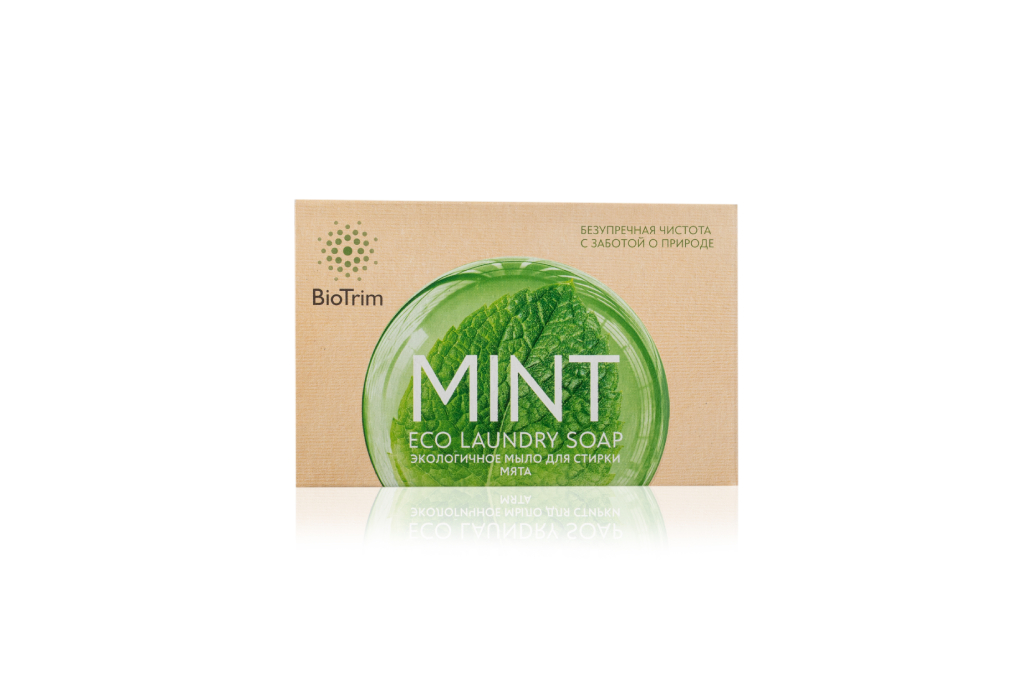 BioTrim
БЕЗУПРЕЧНАЯ ЧИСТОТА
С ЗАБОТОЙ О ПРИРОДЕ
MINT
ECO LAUNDRY SOAP
ЭКОЛОГИЧНОЕ МЫЛО ДЛЯ СТИРКИ
МЯТА